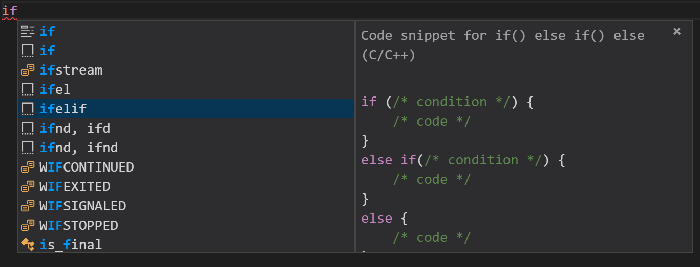 if
if
if
ifstream
ifel
ifelif
ifnd, ifd
ifnd, ifnd
WIFCONTINUED
WIFEXITED
WIFSIGNALED
WIFSTOPPED
is_final
Code snippet for if() else if() else
(C/C++)
if (/* condition */) {
    /* code */
}
else if(/* condition */) {
    /* code */
}
else {
    /* code */